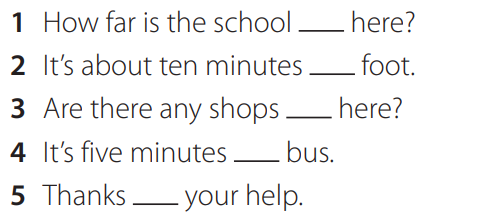 1 How far is the school ___ here?
2 It's about ten minutes ___ foot.
3 Are there any shops ___ here?
4 It's five minutes ___ bus.
5 Thanks ___ your help.